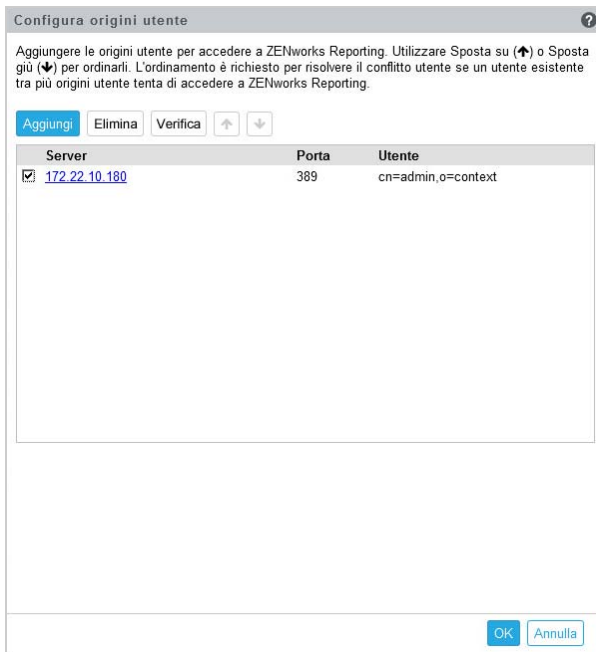 Configura origini utente
Aggiungere le origini utente per accedere a ZENworks Reporting. Utilizzare Sposta su (↑) o Sposta
giù (↓) per ordinarli. L'ordinamento è richiesto per risolvere il conflitto utente se un utente esistente
tra più origini utente tenta di accedere a ZENworks Reporting.
Aggiungi Elimina Verifica
Server Porta Utente
172.22.10.180 389 cn=admin,o=context
OK Annulla